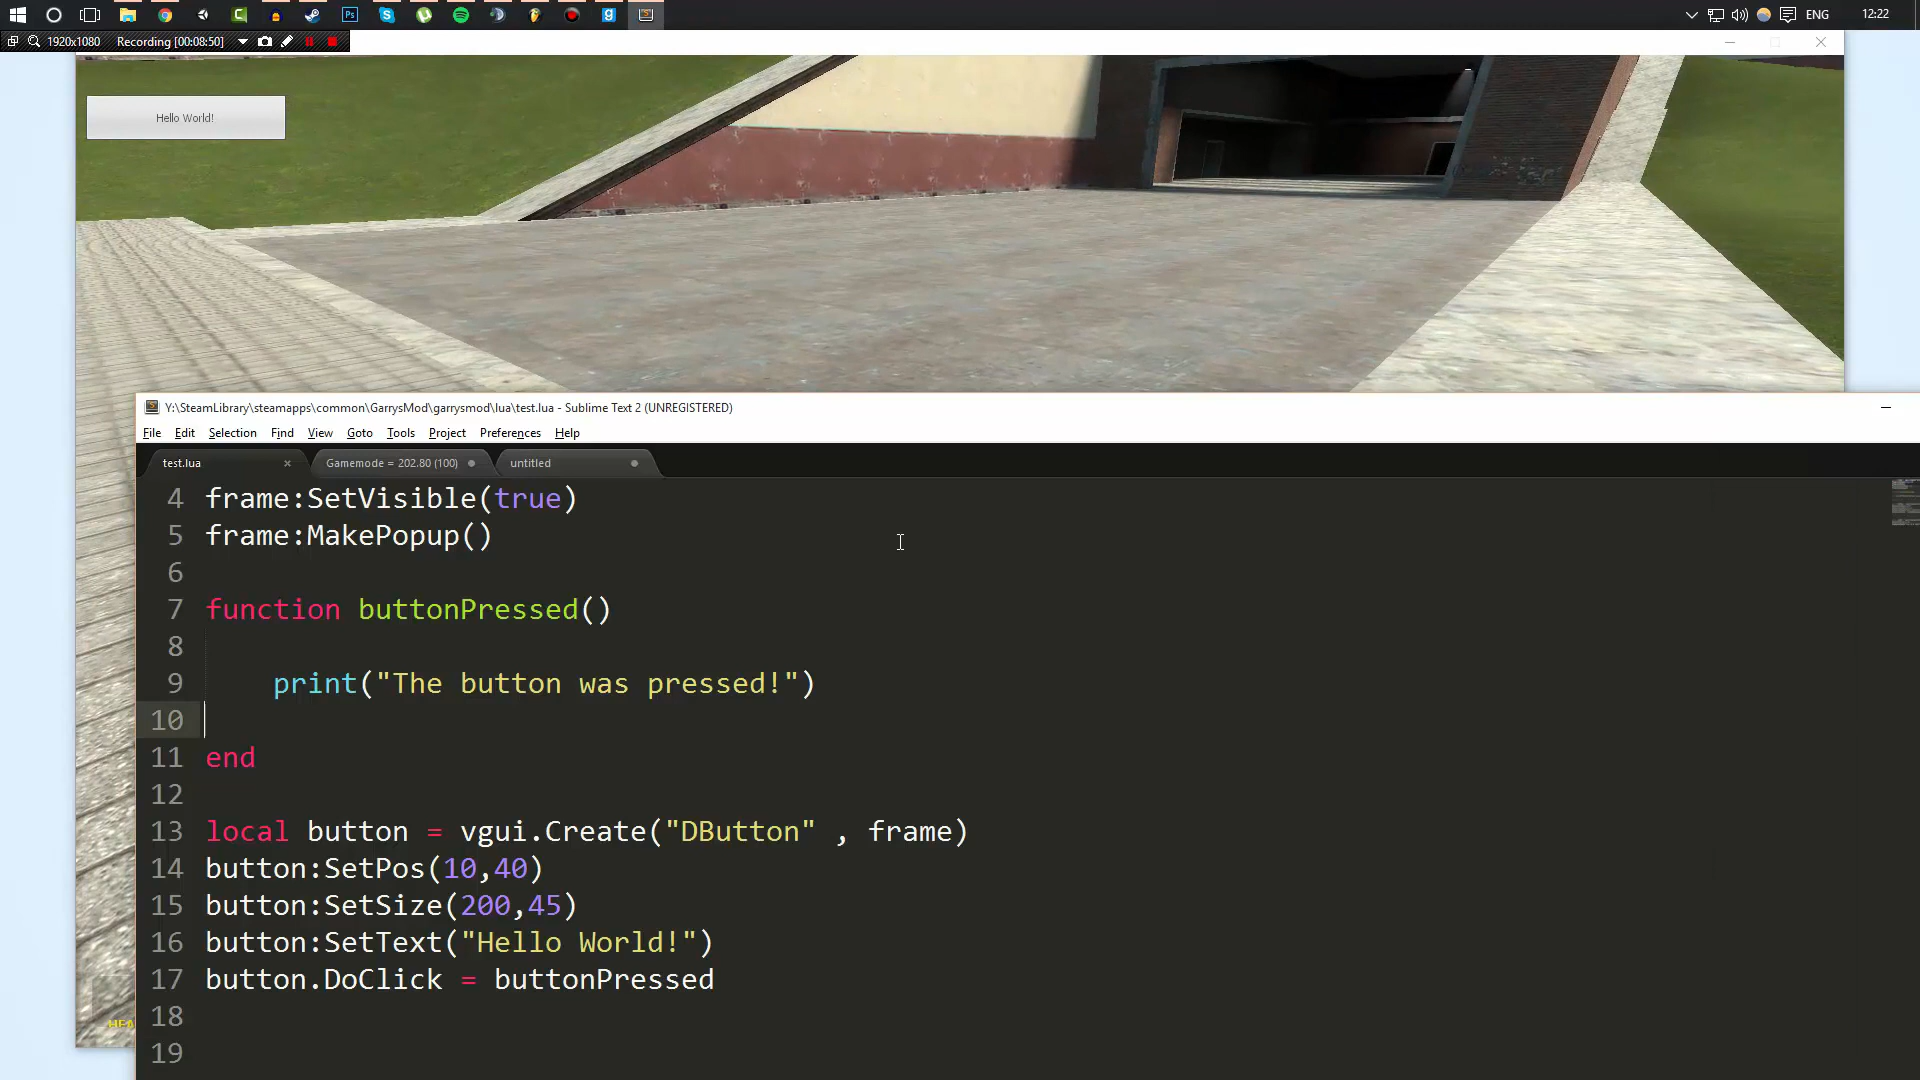 ENG
12:22
1920x1080
Recording [00:08:50]
Hello World!
Y:\SteamLibrary\steamapps\common\GarrysMod\garrysmod\lua\test.lua - Sublime Text 2 (UNREGISTERED)
File Edit Selection Find View Goto Tools Project Preferences Help
test.lua
Gamemode = 202.80 (100)
untitled
4 frame:SetVisible(true)
5 frame:MakePopup()
6
7 function buttonPressed()
8
9 print("The button was pressed!")
10
11 end
12
13 local button = vgui.Create("DButton" , frame)
14 button:SetPos(10,40)
15 button:SetSize(200,45)
16 button:SetText("Hello World!")
17 button.DoClick = buttonPressed
18
19